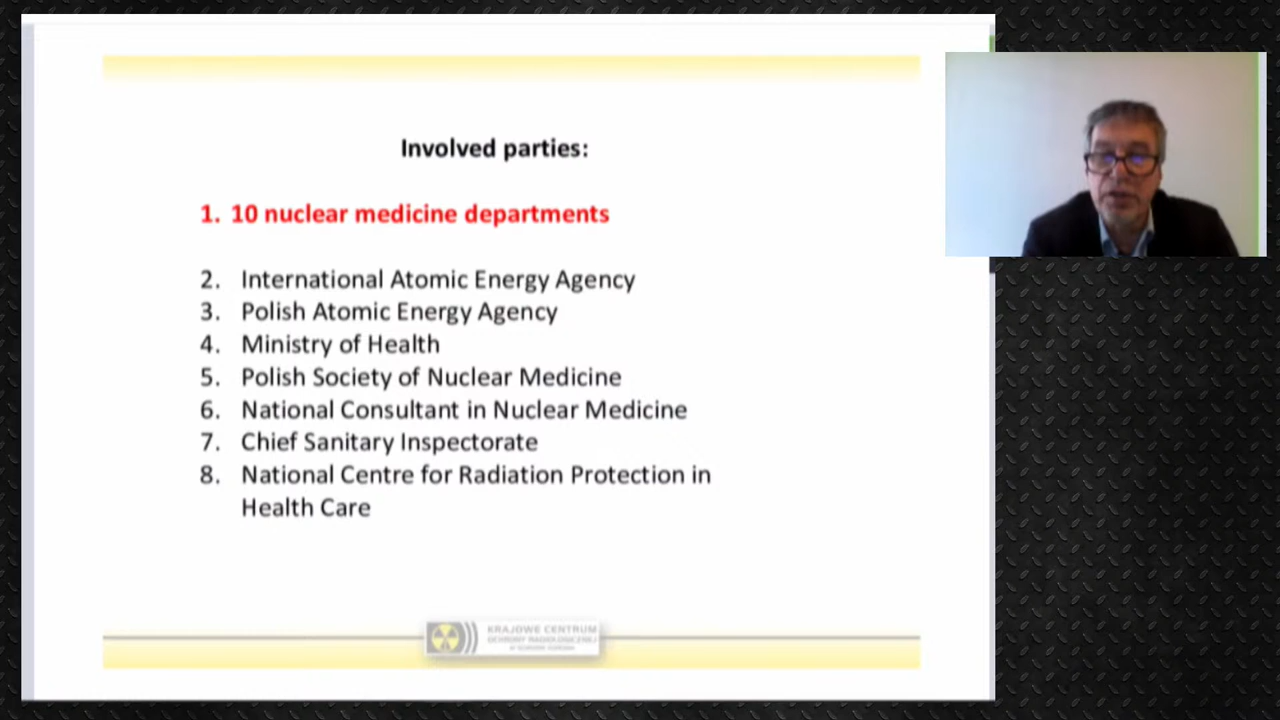 Involved parties:
1. 10 nuclear medicine departments
2. International Atomic Energy Agency
3. Polish Atomic Energy Agency
4. Ministry of Health
5. Polish Society of Nuclear Medicine
6. National Consultant in Nuclear Medicine
7. Chief Sanitary Inspectorate
8. National Centre for Radiation Protection in
Health Care
KRAJOWE CENTRUM
OCHRONY RADIOLOGICZNEJ